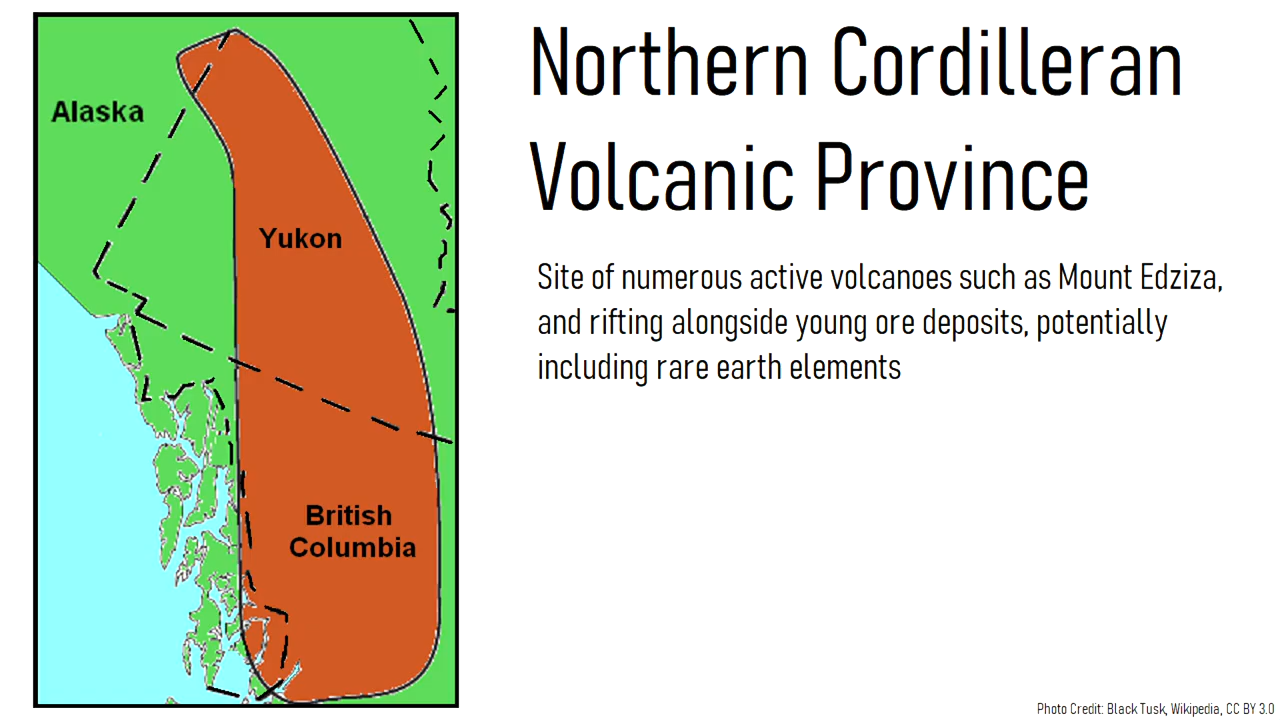 Northern Cordilleran
Volcanic Province
Alaska
Yukon
British
Columbia
Site of numerous active volcanoes such as Mount Edziza,
and rifting alongside young ore deposits, potentially
including rare earth elements
Photo Credit: Black Tusk, Wikipedia, CC BY 3.0